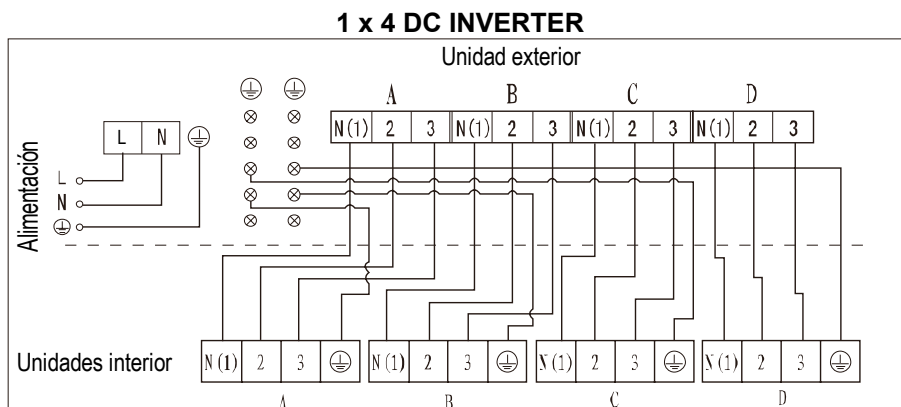 1 x 4 DC INVERTER
Unidad exterior
A B C D
N(1) 2 3 N(1) 2 3 N(1) 2 3 N(1) 2 3
L N
Alimentación
L
N
Unidades interior
N(1) 2 3 N(1) 2 3 N(1) 2 3 N(1) 2 3
A B C D